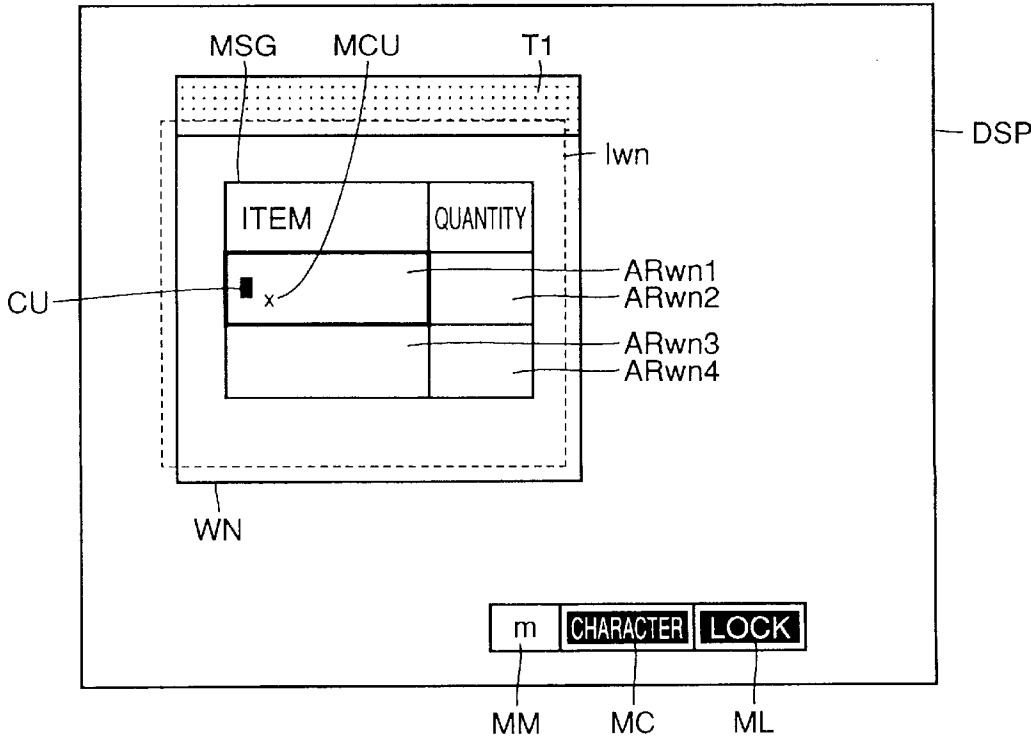 MSG MCU T1
DSP
lwn
ITEM QUANTITY
ARwn1
CU x ARwn2
ARwn3
ARwn4
WN
m CHARACTER LOCK
MM MC ML